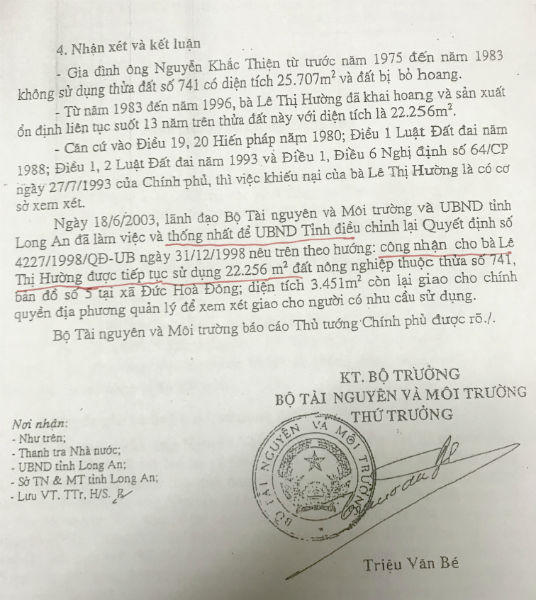 4. Nhận xét và kết luận
- Gia đình ông Nguyễn Khắc Thiện từ trước năm 1975 đến năm 1983
không sử dụng thửa đất số 741 có diện tích 25.707m² và đất bị bỏ hoang.
- Từ năm 1983 đến năm 1996, bà Lê Thị Hường đã khai hoang và sản xuất
ổn định liên tục suốt 13 năm trên thửa đất này với diện tích là 22.256m².
- Căn cứ vào Điều 19, 20 Hiến pháp năm 1980; Điều 1 Luật Đất đai năm
1988; Điều 1, 2 Luật Đất đai năm 1993 và Điều 1, Điều 6 Nghị định số 64/CP
ngày 27/7/1993 của Chính phủ, thì việc khiếu nại của bà Lê Thị Hường là có cơ
sở xem xét.
Ngày 18/6/2003, lãnh đạo Bộ Tài nguyên và Môi trường và UBND tỉnh
Long An đã làm việc và thống nhất để UBND Tỉnh điều chỉnh lại Quyết định số
4227/1998/QĐ-UB ngày 31/12/1998 nêu trên theo hướng: công nhận cho bà Lê
Thị Hường được tiếp tục sử dụng 22.256 m² đất nông nghiệp thuộc thửa số 741,
bản đồ số 5 tại xã Đức Hoà Đông; diện tích 3.451m² còn lại giao cho chính
quyền địa phương quản lý để xem xét giao cho người có nhu cầu sử dụng.
Bộ Tài nguyên và Môi trường báo cáo Thủ tướng Chính phủ được rõ./.
KT. BỘ TRƯỞNG
BỘ TÀI NGUYÊN VÀ MÔI TRƯỜNG
THỨ TRƯỞNG
Nơi nhận:
- Như trên;
- Thanh tra Nhà nước;
- UBND tỉnh Long An;
- Sở TN & MT tỉnh Long An;
- Lưu VT. TTr, H/S.
BỘ TÀI NGUYÊN VÀ MÔI TRƯỜNG
Triệu Văn Bé